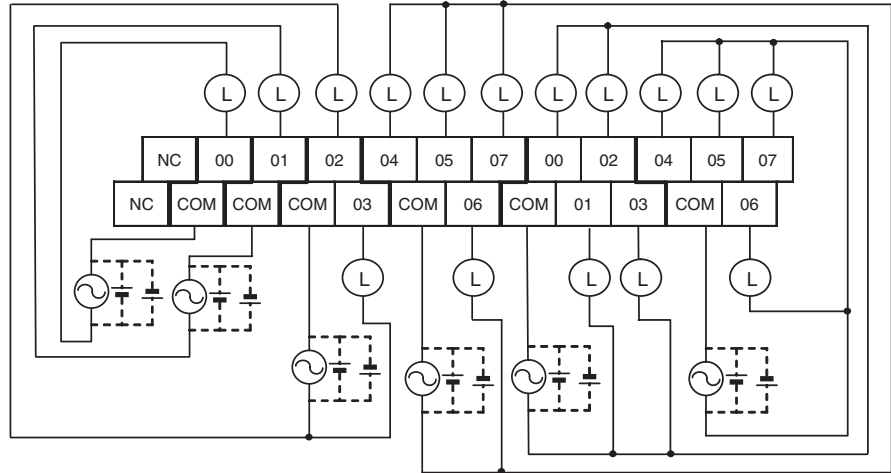 L L L L L L L L L L L
NC 00 01 02 04 05 07 00 02 04 05 07
NC COM COM COM 03 COM 06 COM 01 03 COM 06
L L L L L